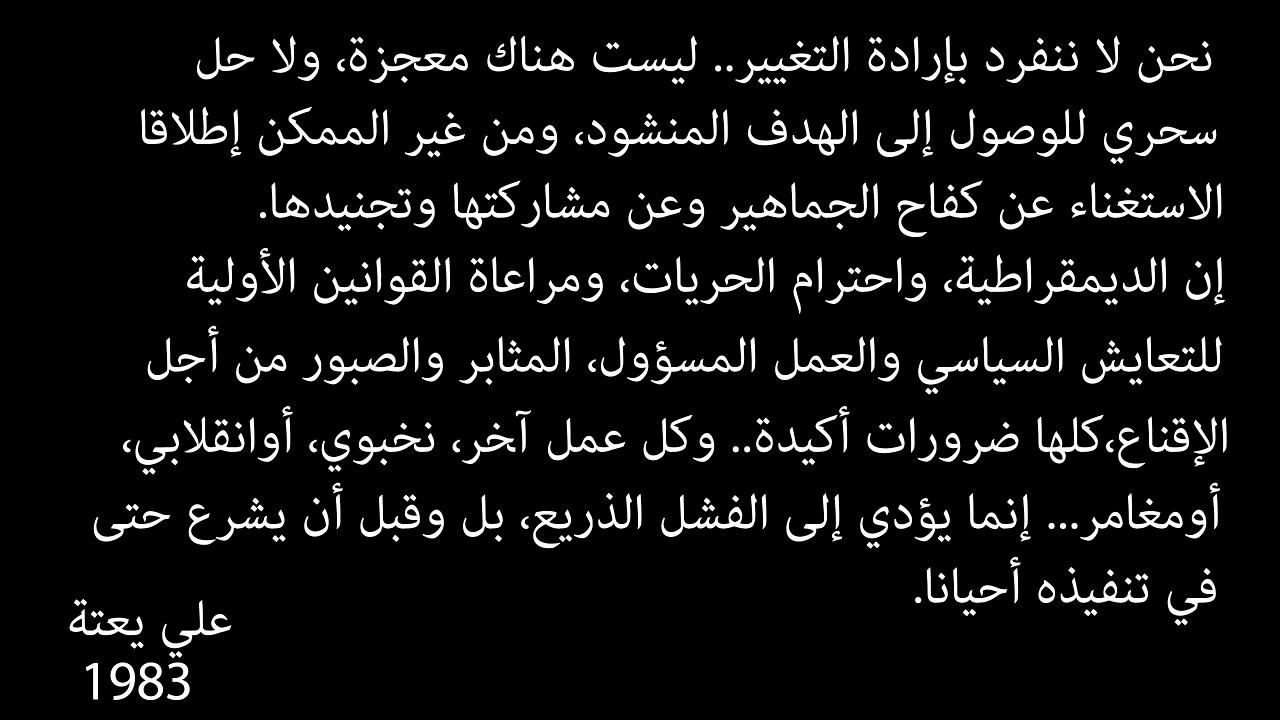 نحن لا ننفرد بإرادة التغيير.. ليست هناك معجزة، ولا حل
سحري للوصول إلى الهدف المنشود، ومن غير الممكن إطلاقا
الاستغناء عن كفاح الجماهير وعن مشاركتها وتجنيدها.
إن الديمقراطية، واحترام الحريات، ومراعاة القوانين الأولية
للتعايش السياسي والعمل المسؤول، المثابر والصبور من أجل
الإقناع،كلها ضرورات أكيدة.. وكل عمل آخر، نخبوي، أوانقلابي،
أومغامر... إنما يؤدي إلى الفشل الذريع، بل وقبل أن يشرع حتى
في تنفيذه أحيانا.
علي يعتة
1983